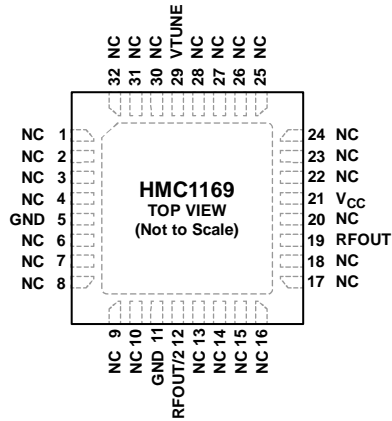 32 NC
31 NC
30 NC
29 VTUNE
28 NC
27 NC
26 NC
25 NC
NC 1
NC 2
NC 3
NC 4
GND 5
NC 6
NC 7
NC 8
HMC1169
TOP VIEW
(Not to Scale)
24 NC
23 NC
22 NC
21 VCC
20 NC
19 RFOUT
18 NC
17 NC
NC 9
NC 10
GND 11
RFOUT/2 12
NC 13
NC 14
NC 15
NC 16